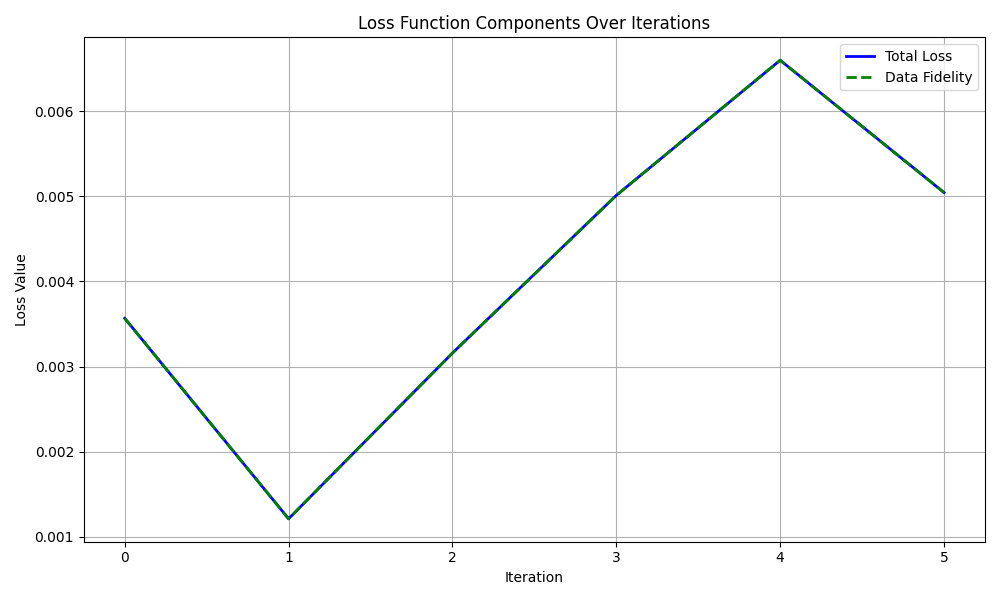 Loss Function Components Over Iterations
Total Loss
Data Fidelity
0.006
0.005
0.004
0.003
0.002
0.001
Loss Value
0 1 2 3 4 5
Iteration